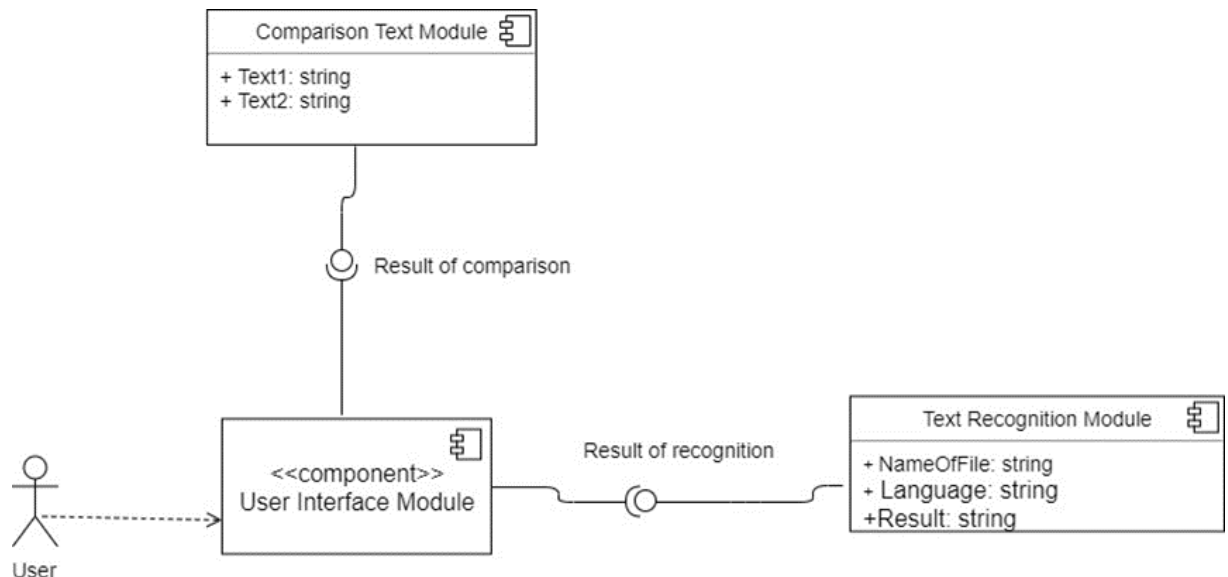 Comparison Text Module
+ Text1: string
+ Text2: string
Result of comparison
<<component>>
User Interface Module
User
Result of recognition
Text Recognition Module
+ NameOfFile: string
+ Language: string
+Result: string